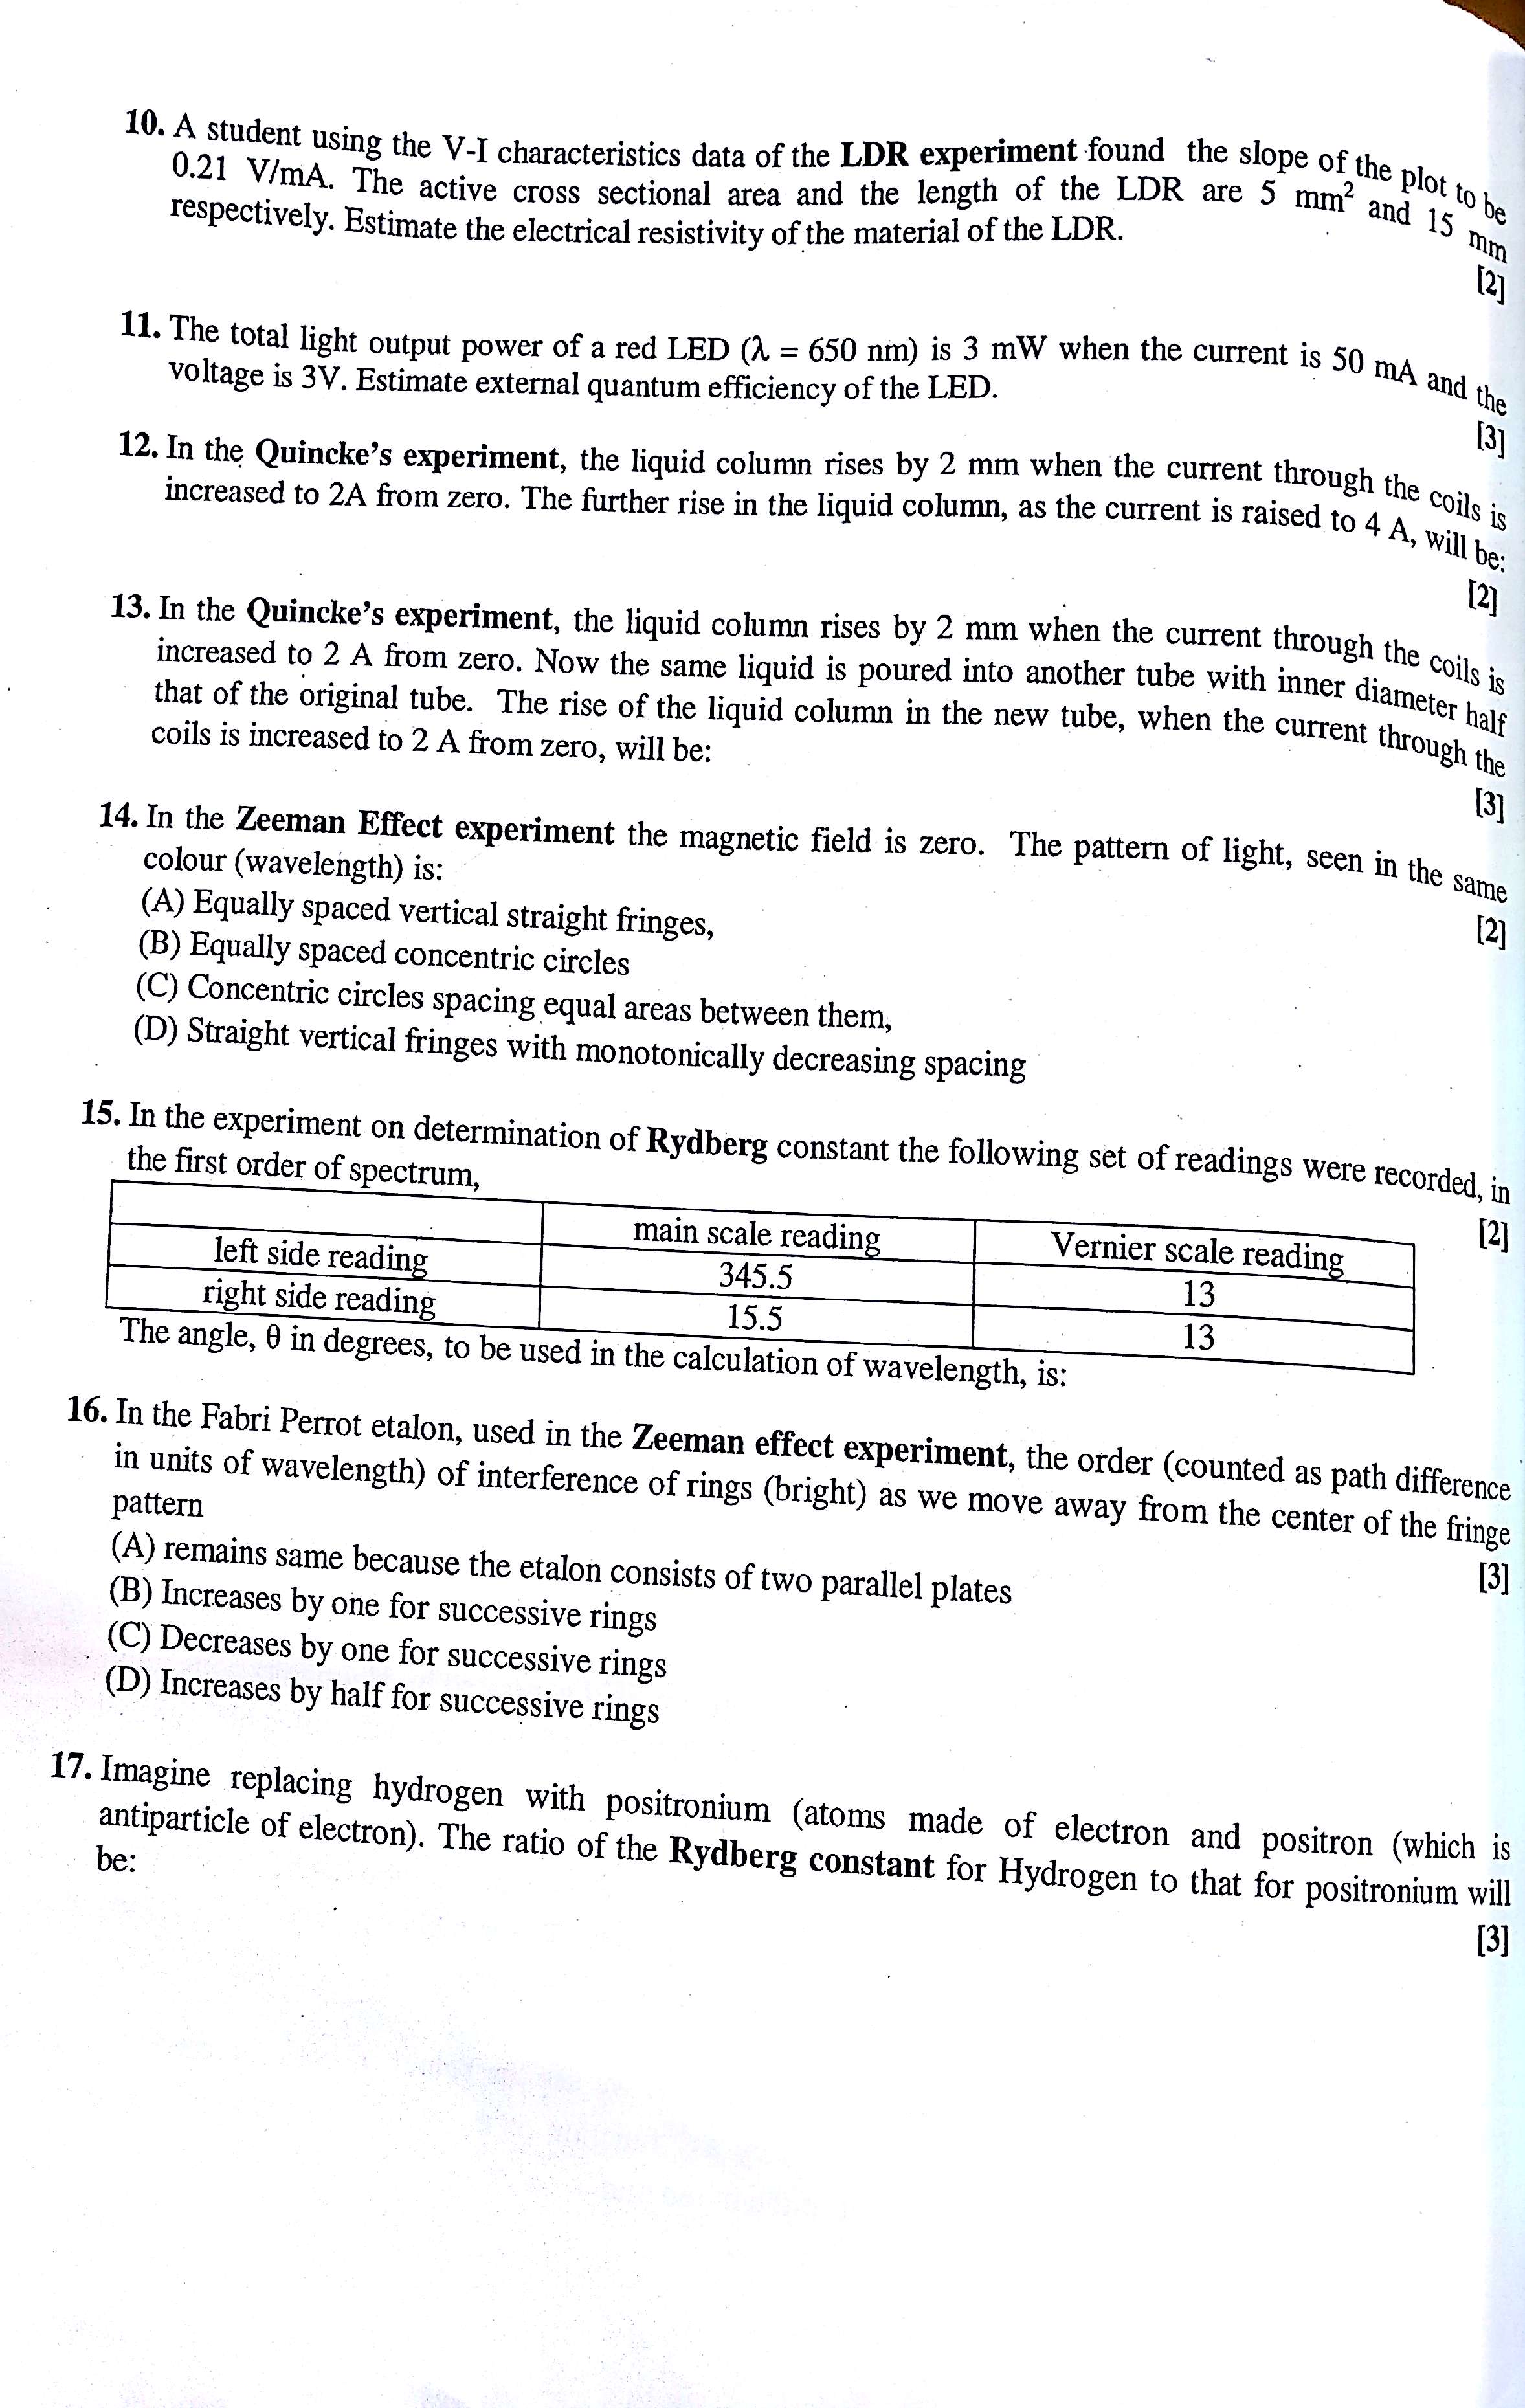 10. A student using the V-I characteristics data of the LDR experiment found the slope of the plot to be
0.21 V/mA. The active cross sectional area and the length of the LDR are 5 mm² and 15 mm
respectively. Estimate the electrical resistivity of the material of the LDR.
[2]
11. The total light output power of a red LED (λ = 650 nm) is 3 mW when the current is 50 mA and the
voltage is 3V. Estimate external quantum efficiency of the LED.
[3]
12. In the Quincke's experiment, the liquid column rises by 2 mm when the current through the coils is
increased to 2A from zero. The further rise in the liquid column, as the current is raised to 4 A, will be:
[2]
13. In the Quincke's experiment, the liquid column rises by 2 mm when the current through the coils is
increased to 2 A from zero. Now the same liquid is poured into another tube with inner diameter half
that of the original tube. The rise of the liquid column in the new tube, when the current through the
coils is increased to 2 A from zero, will be:
[3]
14. In the Zeeman Effect experiment the magnetic field is zero. The pattern of light, seen in the same
colour (wavelength) is:
[2]
(A) Equally spaced vertical straight fringes,
(B) Equally spaced concentric circles
(C) Concentric circles spacing equal areas between them,
(D) Straight vertical fringes with monotonically decreasing spacing
15. In the experiment on determination of Rydberg constant the following set of readings were recorded, in
the first order of spectrum,
[2]
main scale reading Vernier scale reading
left side reading 345.5 13
right side reading 15.5 13
The angle, θ in degrees, to be used in the calculation of wavelength, is:
16. In the Fabri Perrot etalon, used in the Zeeman effect experiment, the order (counted as path difference
in units of wavelength) of interference of rings (bright) as we move away from the center of the fringe
pattern
[3]
(A) remains same because the etalon consists of two parallel plates
(B) Increases by one for successive rings
(C) Decreases by one for successive rings
(D) Increases by half for successive rings
17. Imagine replacing hydrogen with positronium (atoms made of electron and positron (which is
antiparticle of electron). The ratio of the Rydberg constant for Hydrogen to that for positronium will
be:
[3]